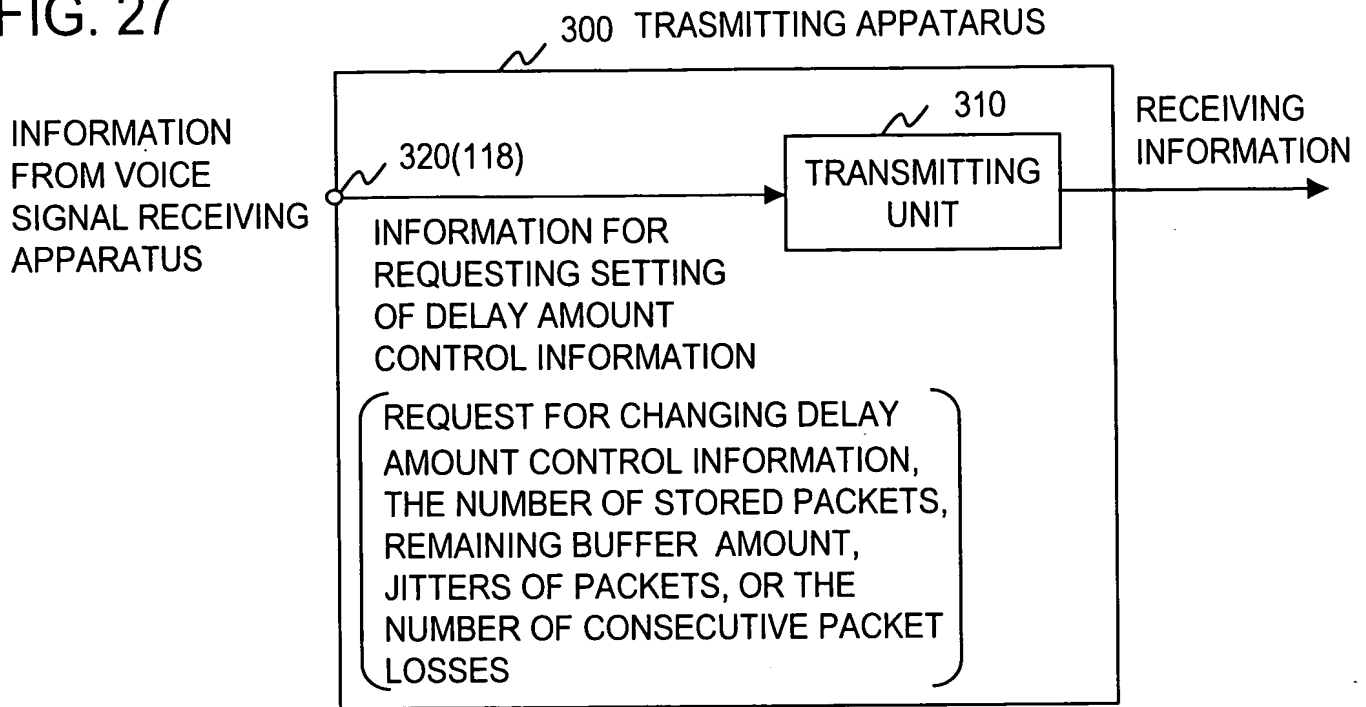 FIG. 27
300 TRASMITTING APPATARUS
INFORMATION
FROM VOICE
SIGNAL RECEIVING
APPARATUS
320(118)
310
TRANSMITTING
UNIT
RECEIVING
INFORMATION
INFORMATION FOR
REQUESTING SETTING
OF DELAY AMOUNT
CONTROL INFORMATION
REQUEST FOR CHANGING DELAY
AMOUNT CONTROL INFORMATION,
THE NUMBER OF STORED PACKETS,
REMAINING BUFFER AMOUNT,
JITTERS OF PACKETS, OR THE
NUMBER OF CONSECUTIVE PACKET
LOSSES